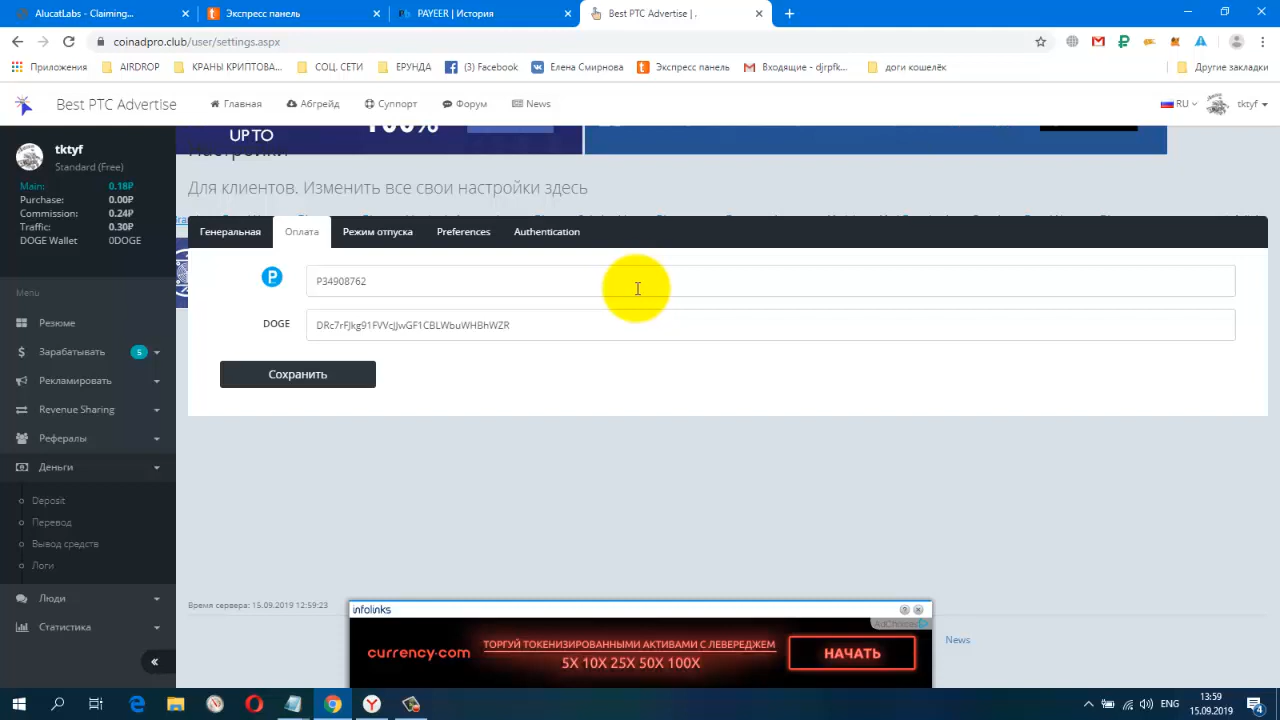 AlucatLabs - Claiming...
Экспресс панель
PAYEER | История
Best PTC Advertise | .
coinadpro.club/user/settings.aspx
Приложения
AIRDROP
КРАНЫ КРИПТОВА...
СОЦ. СЕТИ
ЕРУНДА
(3) Facebook
Елена Смирнова
Экспресс панель
Входящие - djrpfk...
доги кошелёк
Другие закладки
Best PTC Advertise
Главная
Абгрейд
Суппорт
Форум
News
RU
tktyf
UP TO
100%
tktyf
Standard (Free)
Main: 0.18₽
Purchase: 0.00₽
Commission: 0.24₽
Traffic: 0.30₽
DOGE Wallet 0DOGE
Настройки
Для клиентов. Изменить все свои настройки здесь
Генеральная
Оплата
Режим отпуска
Preferences
Authentication
P34908762
DOGE
DRc7rFJkg91FVVcJJwGF1CBLWbuWHBhWZR
Сохранить
Menu
Резюме
Зарабатывать 5
Рекламировать
Revenue Sharing
Рефералы
Деньги
Deposit
Перевод
Вывод средств
Логи
Люди
Статистика
Время сервера: 15.09.2019 12:59:23
infolinks
AdChoices
currency.com
ТОРГУЙ ТОКЕНИЗИРОВАННЫМИ АКТИВАМИ С ЛЕВЕРЕДЖЕМ
5X 10X 25X 50X 100X
НАЧАТЬ
News
ENG
13:59
15.09.2019
4